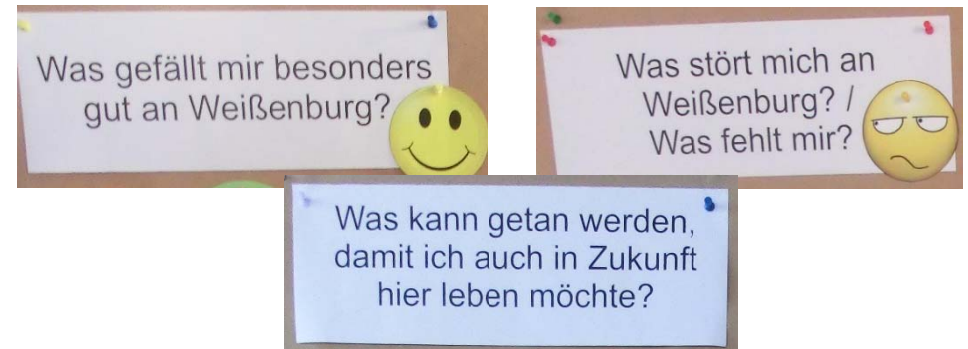 Was gefällt mir besonders
gut an Weißenburg?
Was stört mich an
Weißenburg? /
Was fehlt mir?
Was kann getan werden,
damit ich auch in Zukunft
hier leben möchte?